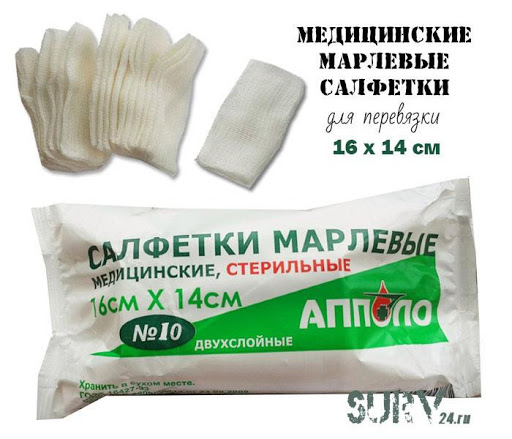 МЕДИЦИНСКИЕ
МАРЛЕВЫЕ
САЛФЕТКИ
для перевязки
16 x 14 см
САЛФЕТКИ МАРЛЕВЫЕ
МЕДИЦИНСКИЕ, СТЕРИЛЬНЫЕ
16см X 14см
№10
ДВУХСЛОЙНЫЕ
АППОЛО
Хранить в сухом месте.
SURV24.ru